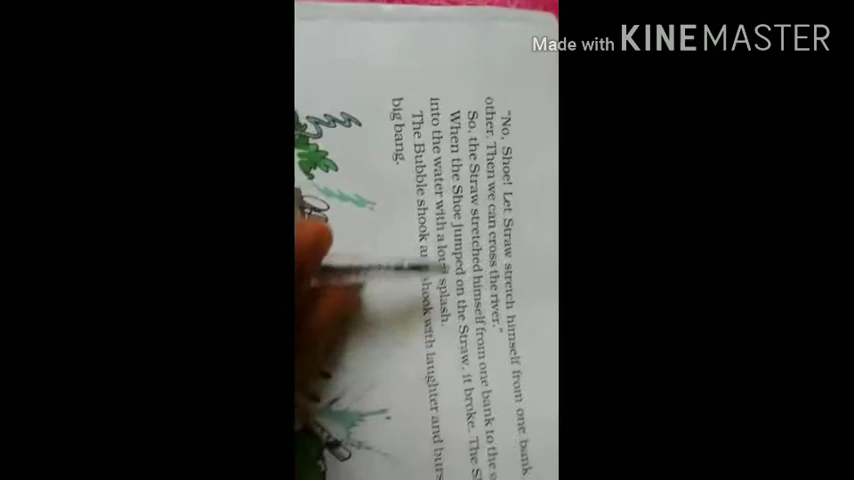 Made with KINEMASTER
"No, Shoe! Let Straw stretch himself from one bank
other. Then we can cross the river."
So, the Straw stretched himself from one bank to the
When the Shoe jumped on the Straw, it broke. The
into the water with a loud splash.
The Bubble shook and shook with laughter and
big bang.